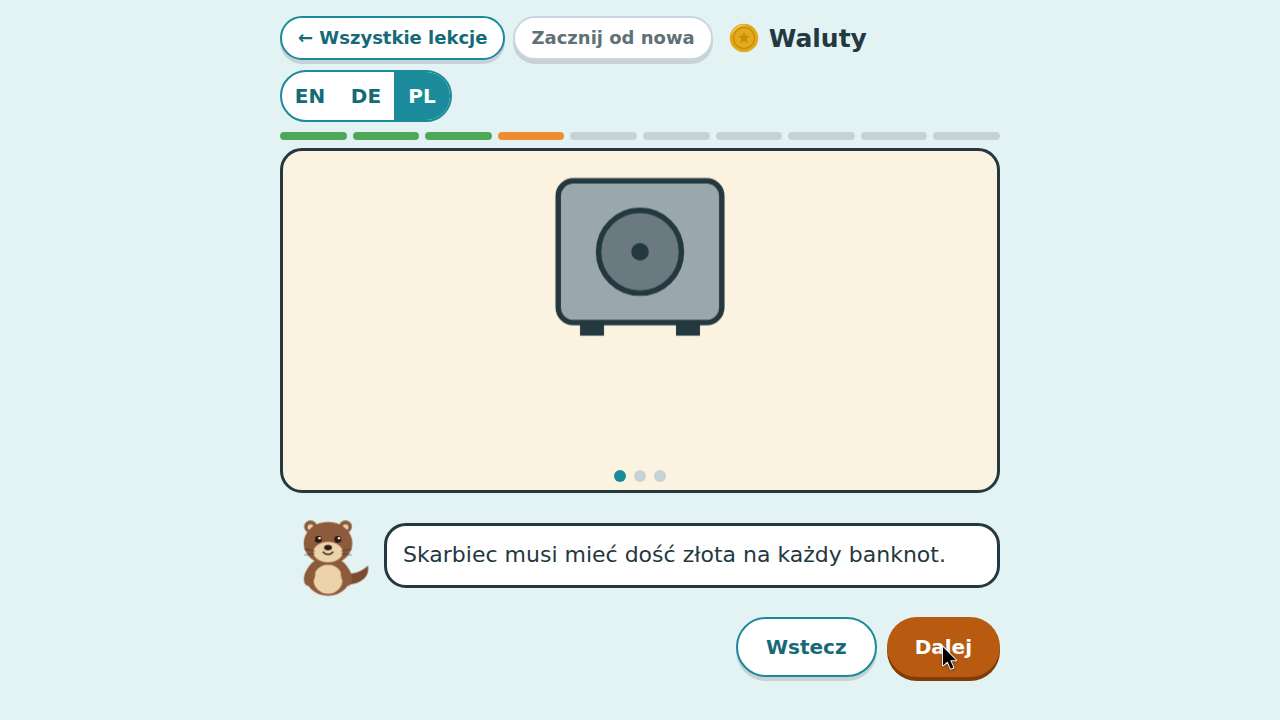 ← Wszystkie lekcje
Zacznij od nowa
Waluty
EN DE PL
Skarbiec musi mieć dość złota na każdy banknot.
Wstecz
Dalej